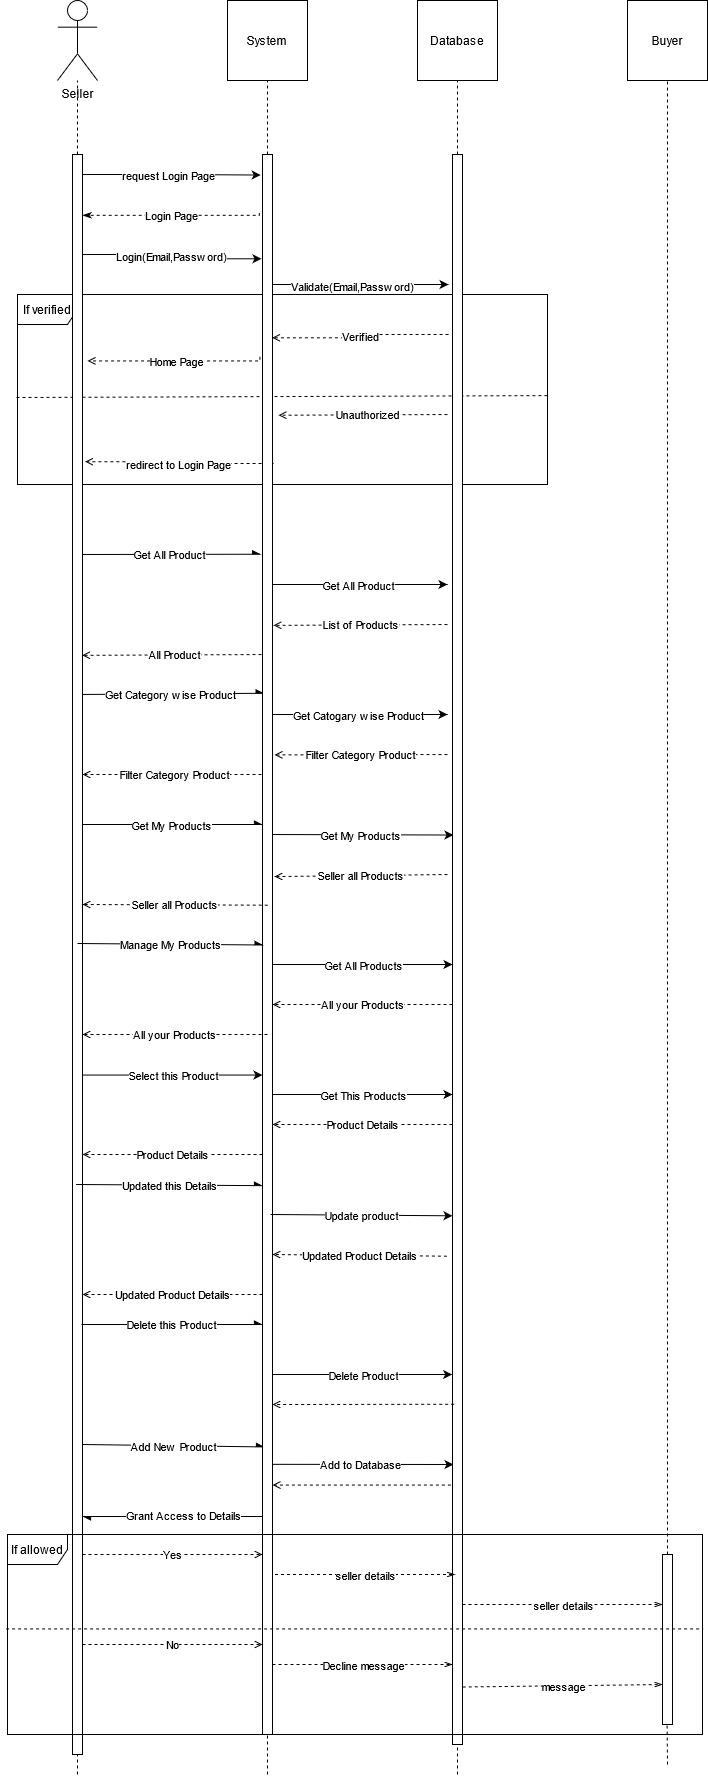 System
Database
Buyer
Seller
request Login Page
Login Page
Login(Email,Password)
Validate(Email,Password)
If verified
Verified
Home Page
Unauthorized
redirect to Login Page
Get All Product
Get All Product
List of Products
All Product
Get Category wise Product
Get Catogary wise Product
Filter Category Product
Filter Category Product
Get My Products
Get My Products
Seller all Products
Seller all Products
Manage My Products
Get All Products
All your Products
All your Products
Select this Product
Get This Products
Product Details
Product Details
Updated this Details
Update product
Updated Product Details
Updated Product Details
Delete this Product
Delete Product
Add New Product
Add to Database
Grant Access to Details
If allowed
Yes
seller details
seller details
No
Decline message
message